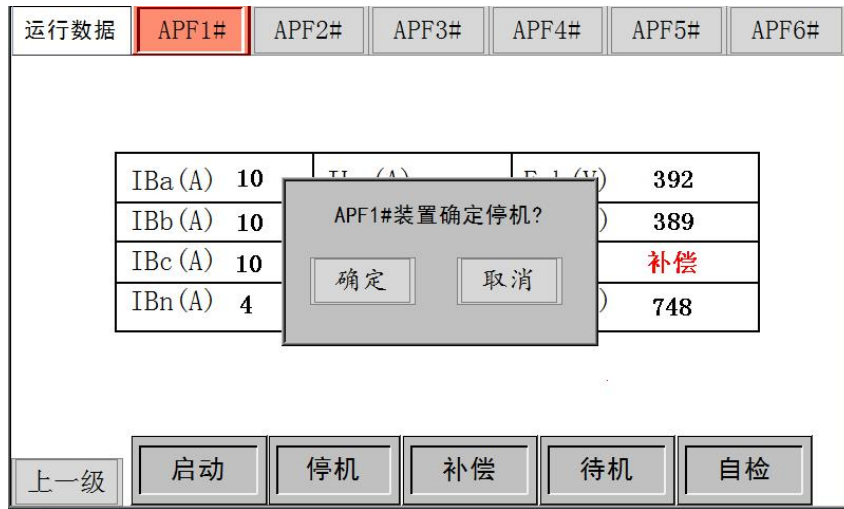 运行数据 APF1# APF2# APF3# APF4# APF5# APF6#
IBa(A) 10 (A) (V) 392
APF1#装置确定停机?
IBb(A) 10 ) 389
IBc(A) 10 补偿
确定 取消
IBn(A) 4 ) 748
启动 停机 补偿 待机 自检
上一级